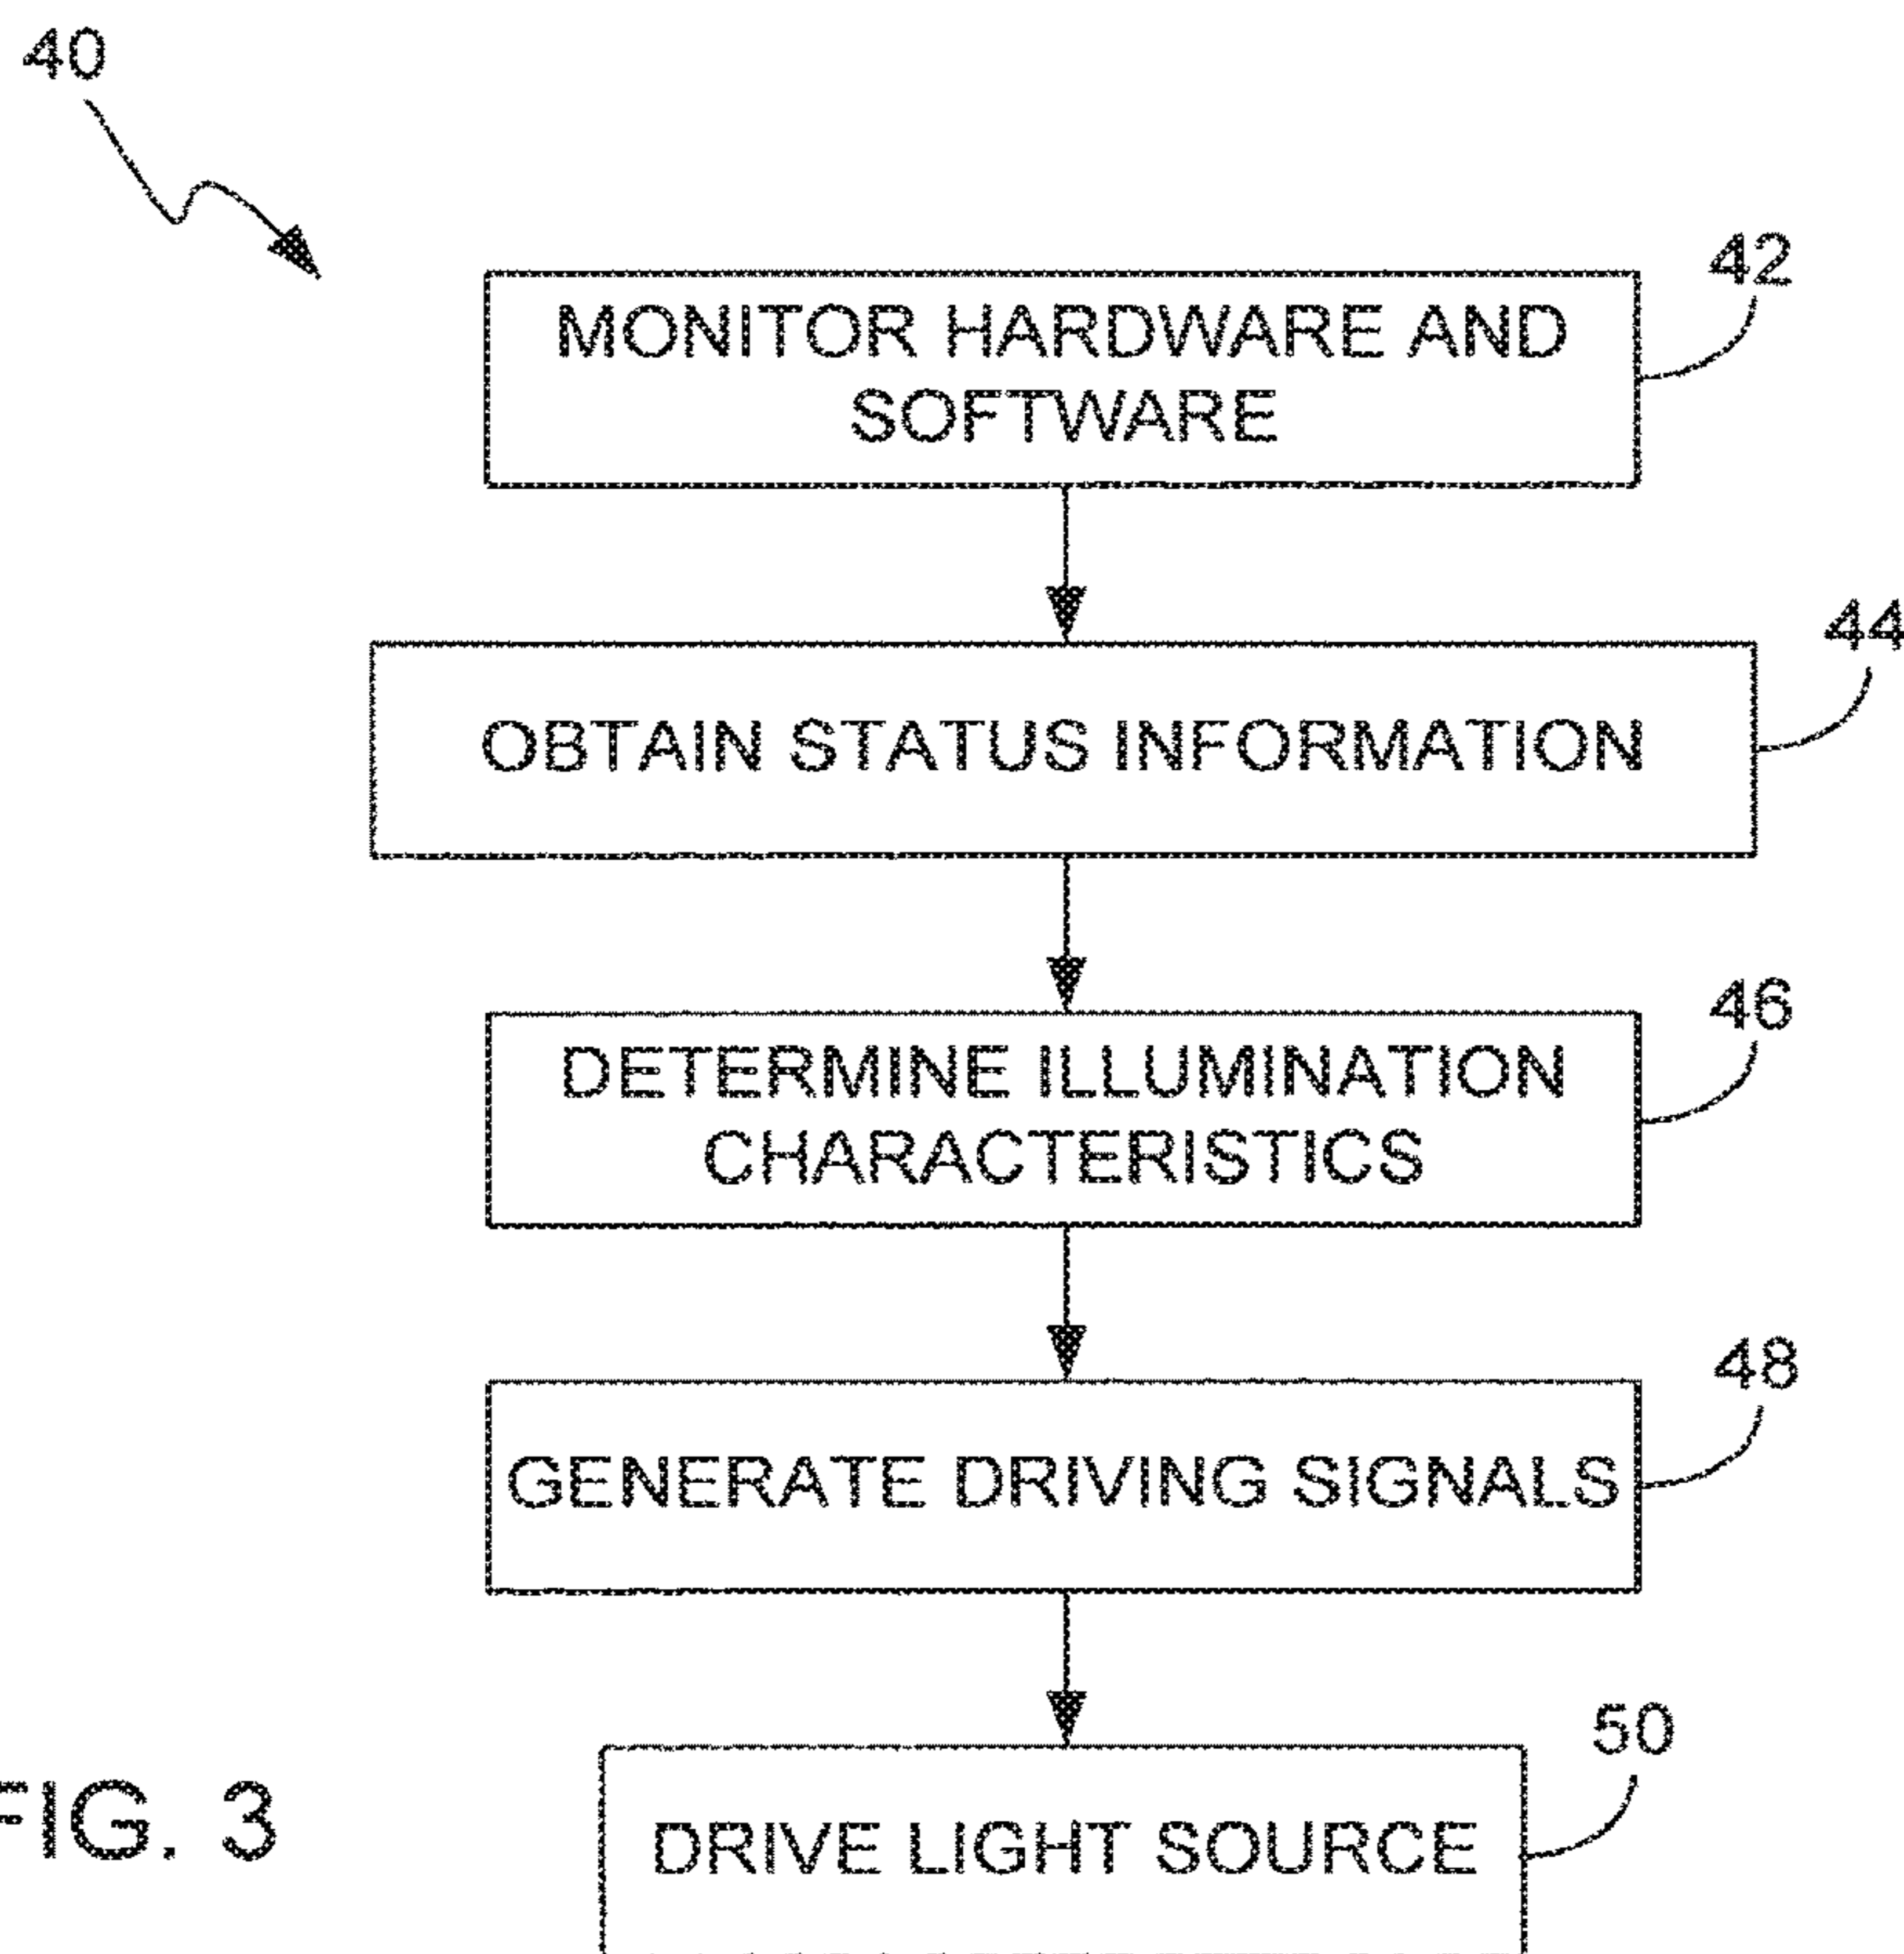 40
42
MONITOR HARDWARE AND
SOFTWARE
44
OBTAIN STATUS INFORMATION
46
DETERMINE ILLUMINATION
CHARACTERISTICS
48
GENERATE DRIVING SIGNALS
50
DRIVE LIGHT SOURCE
FIG. 3